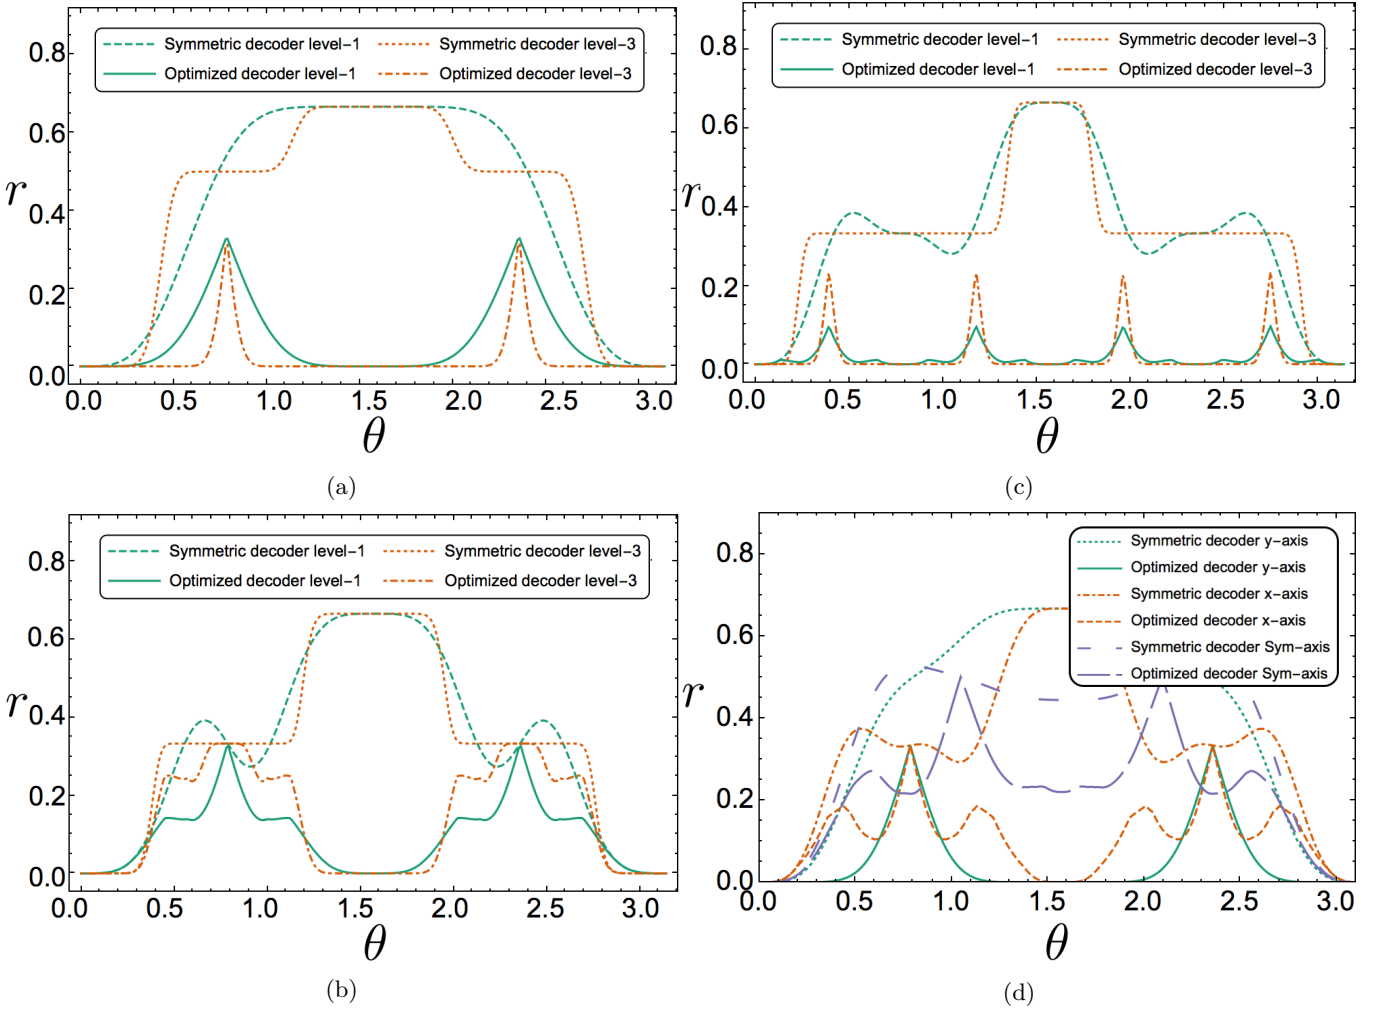 Symmetric decoder level-1 Symmetric decoder level-3
Optimized decoder level-1 Optimized decoder level-3
0.8
0.6
0.4
0.2
0.0
r
0.0 0.5 1.0 1.5 2.0 2.5 3.0
θ
(a)
Symmetric decoder level-1 Symmetric decoder level-3
Optimized decoder level-1 Optimized decoder level-3
0.8
0.6
0.4
0.2
0.0
r
0.0 0.5 1.0 1.5 2.0 2.5 3.0
θ
(c)
Symmetric decoder level-1 Symmetric decoder level-3
Optimized decoder level-1 Optimized decoder level-3
0.8
0.6
0.4
0.2
0.0
r
0.0 0.5 1.0 1.5 2.0 2.5 3.0
θ
(b)
Symmetric decoder y-axis
Optimized decoder y-axis
Symmetric decoder x-axis
Optimized decoder x-axis
Symmetric decoder Sym-axis
Optimized decoder Sym-axis
0.8
0.6
0.4
0.2
0.0
r
0.0 0.5 1.0 1.5 2.0 2.5 3.0
θ
(d)